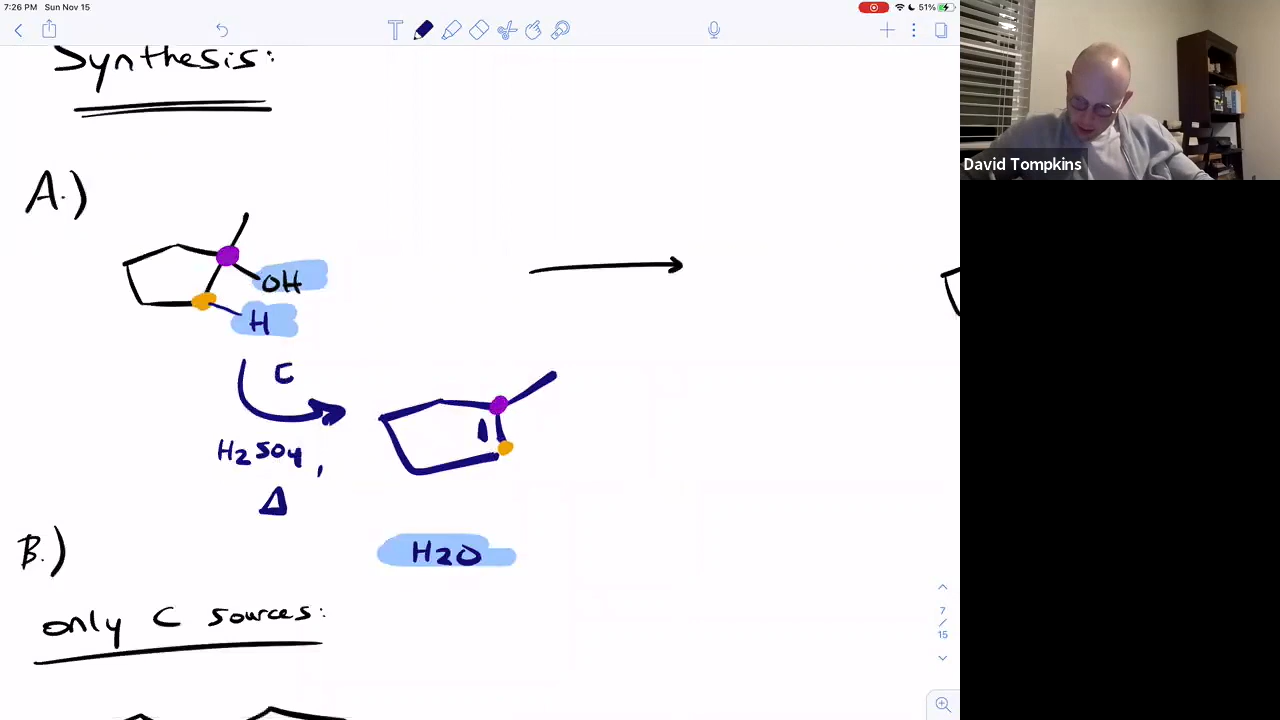 7:26 PM Sun Nov 15
51%
T
Synthesis:
David Tompkins
A.)
OH
H
C
H2SO4,
Δ
B.)
H2O
7
/
15
only C sources: